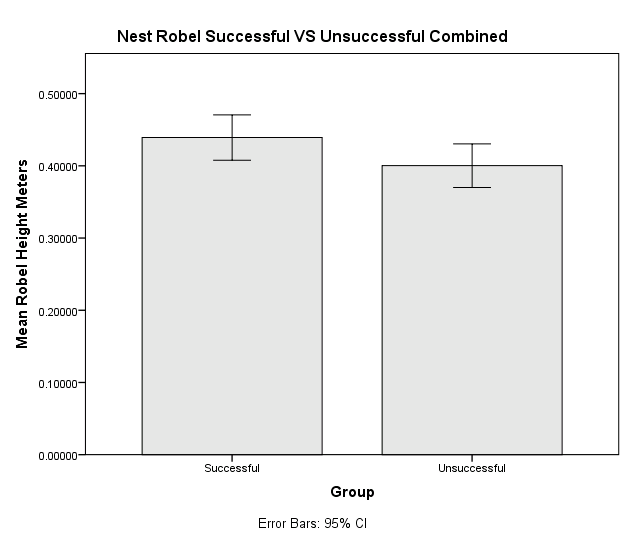 Nest Robel Successful VS Unsuccessful Combined
Mean Robel Height Meters
0.50000
0.40000
0.30000
0.20000
0.10000
0.00000
Successful
Unsuccessful
Group
Error Bars: 95% CI